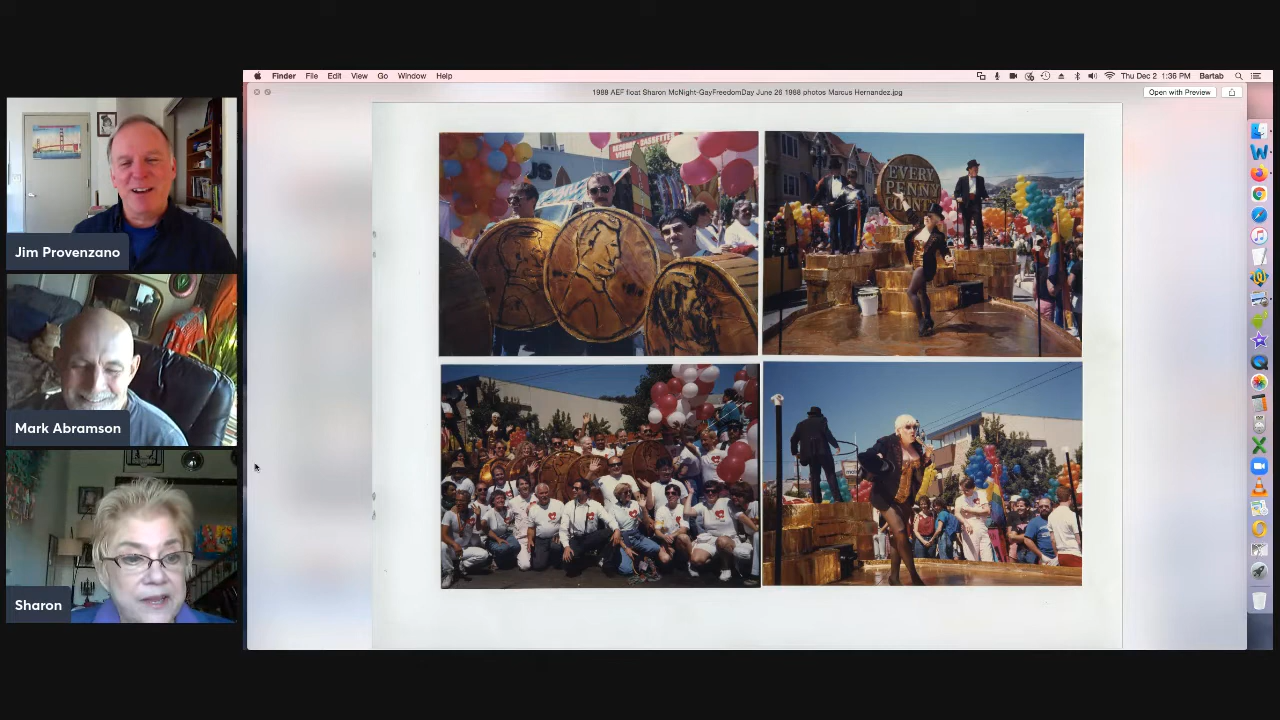 Finder File Edit View Go Window Help
Thu Dec 2 1:36 PM Bartab
1988 AEF float Sharon McNight-GayFreedomDay June 26 1988 photos Marcus Hernandez.jpg
Open with Preview
Jim Provenzano
Mark Abramson
Sharon
EVERY
PENNY
COUNTS